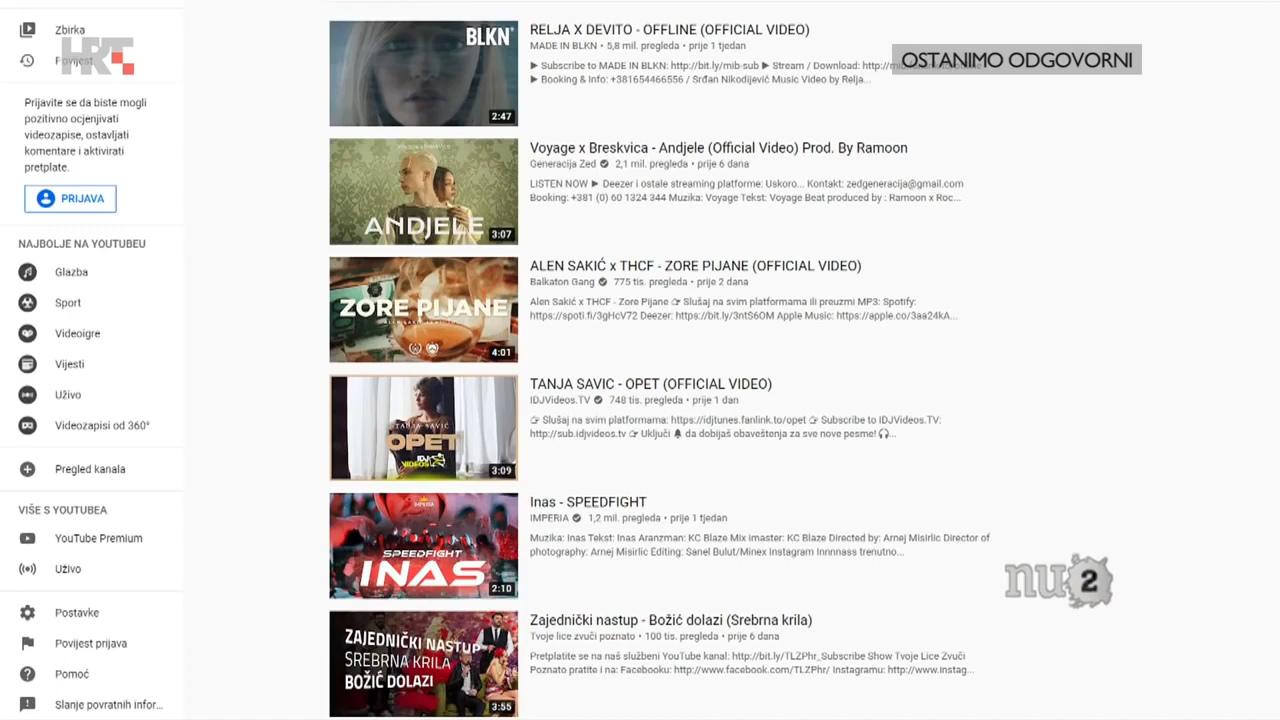 Zbirka
HRT
Povijest
Prijavite se da biste mogli
pozitivno ocjenjivati
videozapise, ostavljati
komentare i aktivirati
pretplate.
PRIJAVA
NAJBOLJE NA YOUTUBEU
Glazba
Sport
Videoigre
Vijesti
Uživo
Videozapisi od 360°
Pregled kanala
VIŠE S YOUTUBEA
YouTube Premium
Uživo
Postavke
Povijest prijava
Pomoć
Slanje povratnih infor...
BLKN
2:47
RELJA X DEVITO - OFFLINE (OFFICIAL VIDEO)
MADE IN BLKN • 5,8 mil. pregleda • prije 1 tjedan
▶ Subscribe to MADE IN BLKN: http://bit.ly/mib-sub ▶ Stream / Download:
▶ Booking & Info: +381654466556 / Srđan Nikodijević Music Video by Relja...
OSTANIMO ODGOVORNI
ANDJELE
3:07
Voyage x Breskvica - Andjele (Official Video) Prod. By Ramoon
Generacija Zed 2,1 mil. pregleda • prije 6 dana
LISTEN NOW ▶ Deezer i ostale streaming platforme: Uskoro... Kontakt: zedgeneracija@gmail.com
Booking: +381 (0) 60 1324 344 Muzika: Voyage Tekst: Voyage Beat produced by : Ramoon x Roc...
ZORE PIJANE
4:01
ALEN SAKIĆ x THCF - ZORE PIJANE (OFFICIAL VIDEO)
Balkaton Gang 775 tis. pregleda • prije 2 dana
Alen Sakić x THCF - Zore Pijane 👉 Slušaj na svim platformama ili preuzmi MP3: Spotify:
https://spoti.fi/3gHcV72 Deezer: https://bit.ly/3ntS6OM Apple Music: https://apple.co/3aa24kA...
TANJA SAVIĆ
OPET
IDJ
VIDEOS
3:09
TANJA SAVIC - OPET (OFFICIAL VIDEO)
IDJVideos.TV 748 tis. pregleda • prije 1 dan
👉 Slušaj na svim platformama: https://idjtunes.fanlink.to/opet 👉 Subscribe to IDJVideos.TV:
http://sub.idjvideos.tv 👉 Uključi 🔔 da dobijaš obaveštenja za sve nove pesme! 🎧...
IMPERIA
SPEEDFIGHT
INAS
2:10
Inas - SPEEDFIGHT
IMPERIA 1,2 mil. pregleda • prije 1 tjedan
Muzika: Inas Tekst: Inas Aranzman: KC Blaze Mix imaster: KC Blaze Directed by: Arnej Misirlic Director of
photography: Arnej Misirlic Editing: Sanel Bulut/Minex Instagram Innnnass trenutno...
nu2
ZAJEDNIČKI NASTUP
SREBRNA KRILA
BOŽIĆ DOLAZI
3:55
Zajednički nastup - Božić dolazi (Srebrna krila)
Tvoje lice zvuči poznato • 100 tis. pregleda • prije 6 dana
Pretplatite se na naš službeni YouTube kanal: http://bit.ly/TLZPhr_Subscribe Show Tvoje Lice Zvuči
Poznato pratite i na: Facebooku: http://www.facebook.com/TLZPhr/ Instagramu: http://www.instag...